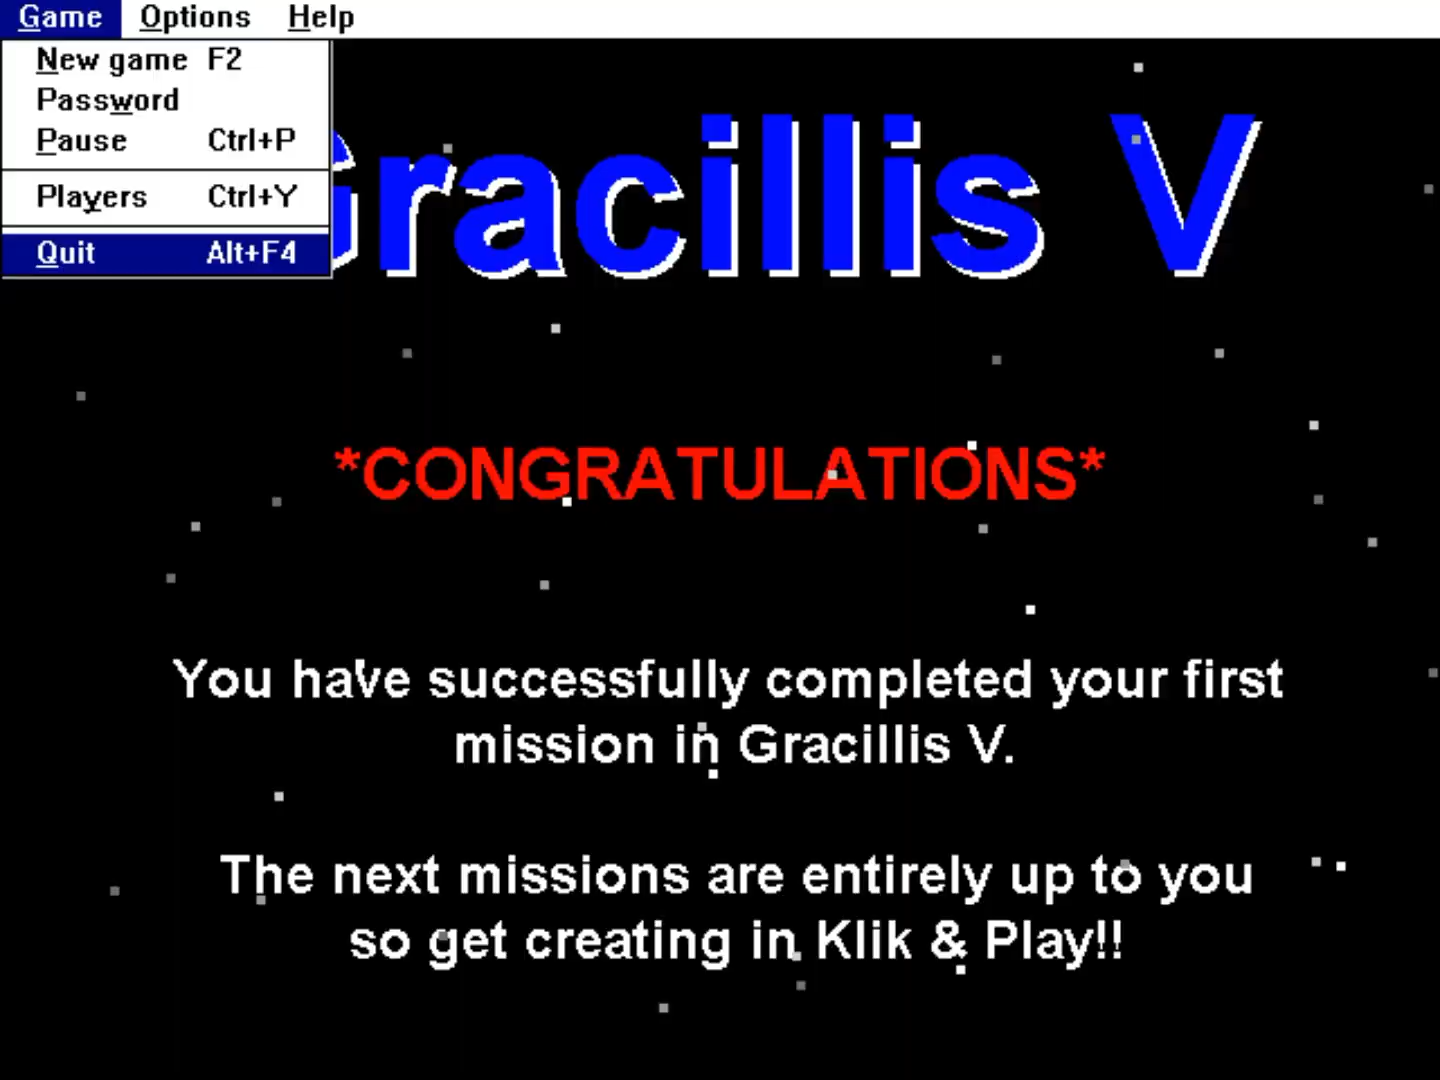 Game Options Help
New game F2
Password
Pause Ctrl+P
Players Ctrl+Y
Quit Alt+F4
Gracillis V
*CONGRATULATIONS*
You have successfully completed your first
mission in Gracillis V.
The next missions are entirely up to you
so get creating in Klik & Play!!